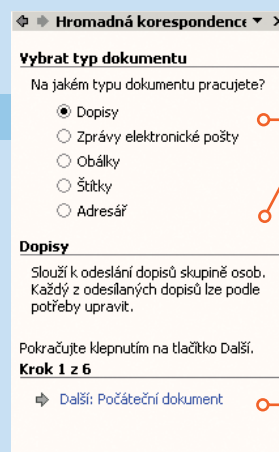 Hromadná korespondence
Vybrat typ dokumentu
Na jakém typu dokumentu pracujete?
Dopisy
Zprávy elektronické pošty
Obálky
Štítky
Adresář
Dopisy
Slouží k odeslání dopisů skupině osob.
Každý z odesílaných dopisů lze podle
potřeby upravit.
Pokračujte klepnutím na tlačítko Další.
Krok 1 z 6
Další: Počáteční dokument